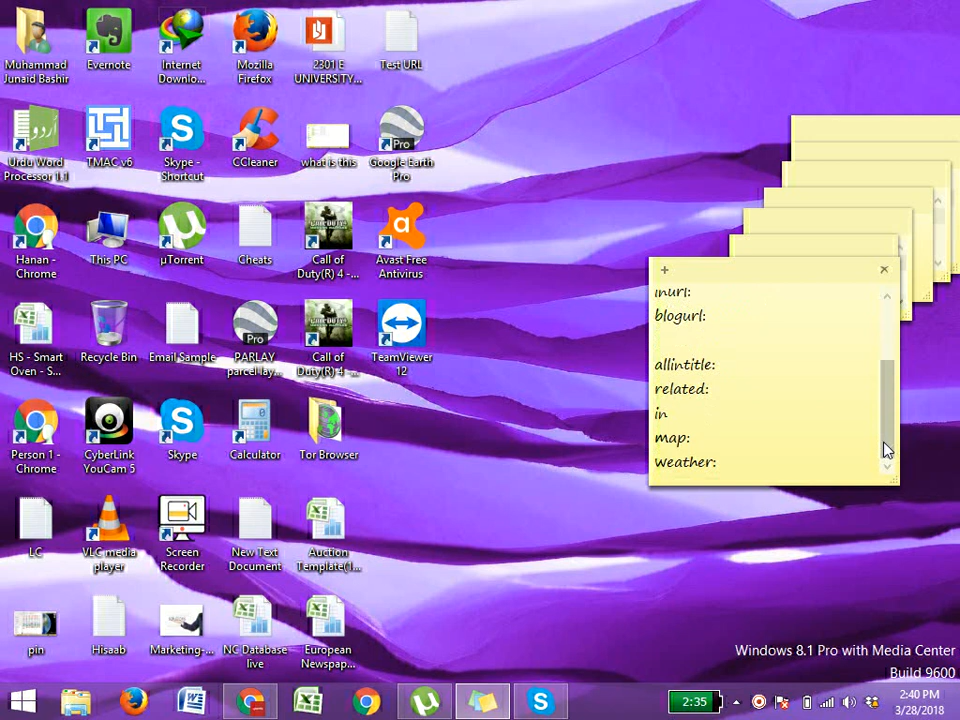 Muhammad
Junaid Bashir
Evernote
Internet
Downlo...
Mozilla
Firefox
2301 E
UNIVERSITY...
Test URL
Urdu Word
Processor 1.1
TMAC v6
Skype -
Shortcut
CCleaner
what is this
Pro
Google Earth
Pro
Hanan -
Chrome
This PC
µTorrent
Cheats
Call of
Duty(R) 4 -...
Avast Free
Antivirus
HS - Smart
Oven - S...
Recycle Bin
Email Sample
Pro
PARLAY
parcel lay...
Call of
Duty(R) 4 -...
TeamViewer
12
Person 1 -
Chrome
CyberLink
YouCam 5
Skype
Calculator
Tor Browser
LC
VLC media
player
Screen
Recorder
New Text
Document
Auction
Template(1...
pin
Hisaab
Marketing-...
NC Database
live
European
Newspap...
inurl:
blogurl:
allintitle:
related:
in
map:
weather:
Windows 8.1 Pro with Media Center
Build 9600
2:35
2:40 PM
3/28/2018